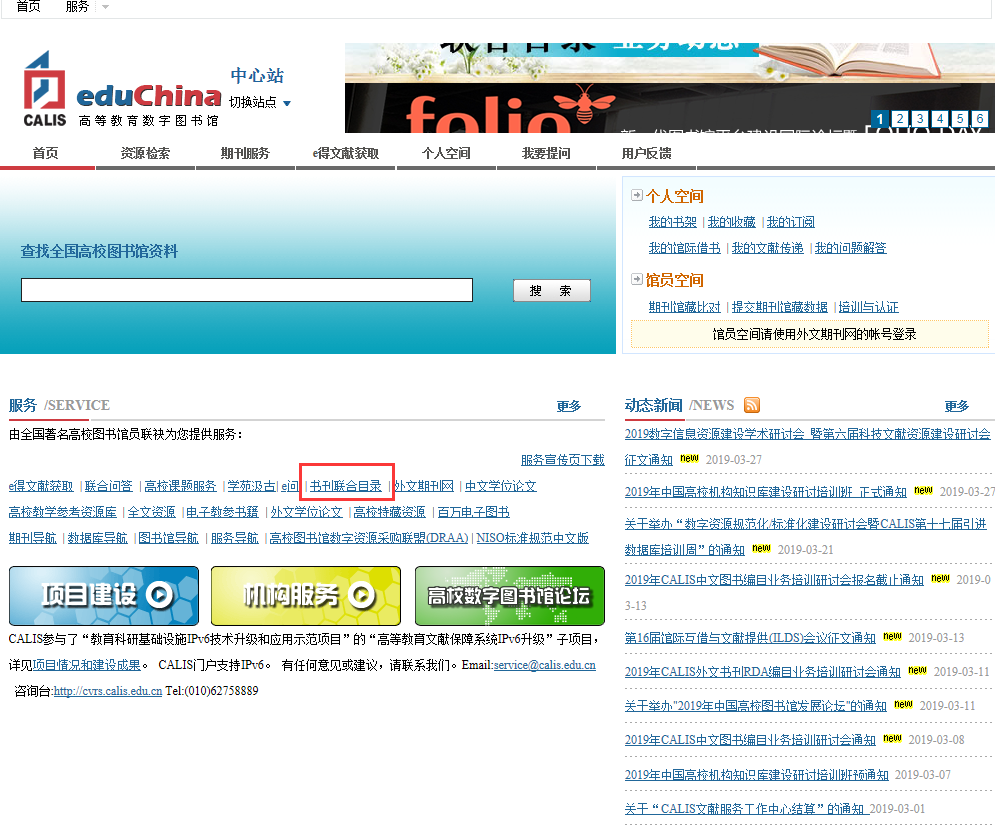 首页 服务
中心站
eduChina 切换站点
CALIS 高等教育数字图书馆
folio
1 2 3 4 5 6
首页 资源检索 期刊服务 e得文献获取 个人空间 我要提问 用户反馈
查找全国高校图书馆资料
搜 索
个人空间
我的书架 | 我的收藏 | 我的订阅
我的馆际借书 | 我的文献传递 | 我的问题解答
馆员空间
期刊馆藏比对 | 提交期刊馆藏数据 | 培训与认证
馆员空间请使用外文期刊网的帐号登录
服务 /SERVICE 更多
由全国著名高校图书馆员联袂为您提供服务：
服务宣传页下载
e得文献获取 | 联合问答 | 高校课题服务 | 学苑汲古 | e问 | 书刊联合目录 | 外文期刊网 | 中文学位论文
高校教学参考资源库 | 全文资源 | 电子教参书籍 | 外文学位论文 | 高校特藏资源 | 百万电子图书
期刊导航 | 数据库导航 | 图书馆导航 | 服务导航 | 高校图书馆数字资源采购联盟(DRAA) | NISO标准规范中文版
项目建设 机构服务 高校数字图书馆论坛
CALIS参与了“教育科研基础设施IPv6技术升级和应用示范项目”的“高等教育文献保障系统IPv6升级”子项目，
详见项目情况和建设成果。 CALIS门户支持IPv6。 有任何意见或建议，请联系我们。Email:service@calis.edu.cn
咨询台:http://cvrs.calis.edu.cn Tel:(010)62758889
动态新闻 /NEWS 更多
2019数字信息资源建设学术研讨会 暨第六届科技文献资源建设研讨会
征文通知 new 2019-03-27
2019年中国高校机构知识库建设研讨培训班 正式通知 new 2019-03-27
关于举办“数字资源规范化/标准化建设研讨会暨CALIS第十七届引进
数据库培训周”的通知 new 2019-03-21
2019年CALIS中文图书编目业务培训研讨会报名截止通知 new 2019-0
3-13
第16届馆际互借与文献提供(ILDS)会议征文通知 new 2019-03-13
2019年CALIS外文书刊RDA编目业务培训研讨会通知 new 2019-03-11
关于举办"2019年中国高校图书馆发展论坛"的通知 new 2019-03-11
2019年CALIS中文图书编目业务培训研讨会通知 new 2019-03-08
2019年中国高校机构知识库建设研讨培训班预通知 2019-03-07
关于“CALIS文献服务工作中心结算”的通知 2019-03-01